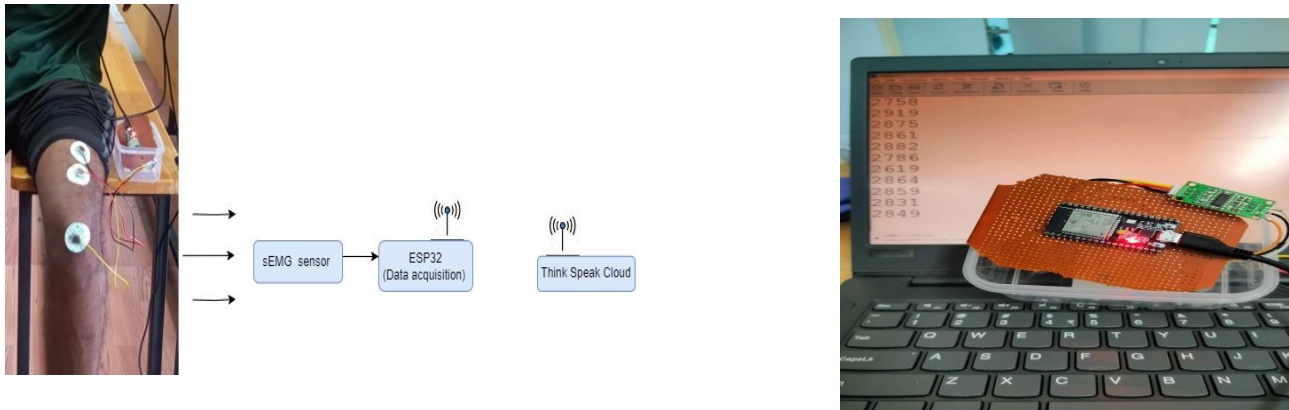 sEMG sensor
ESP32
(Data acquisition)
Think Speak Cloud
2758
2919
2875
2861
2882
2786
2619
2864
2859
2831
2849
Q W E R T Y U I
CapsLk A S D F G H J K
Z X C V B N M